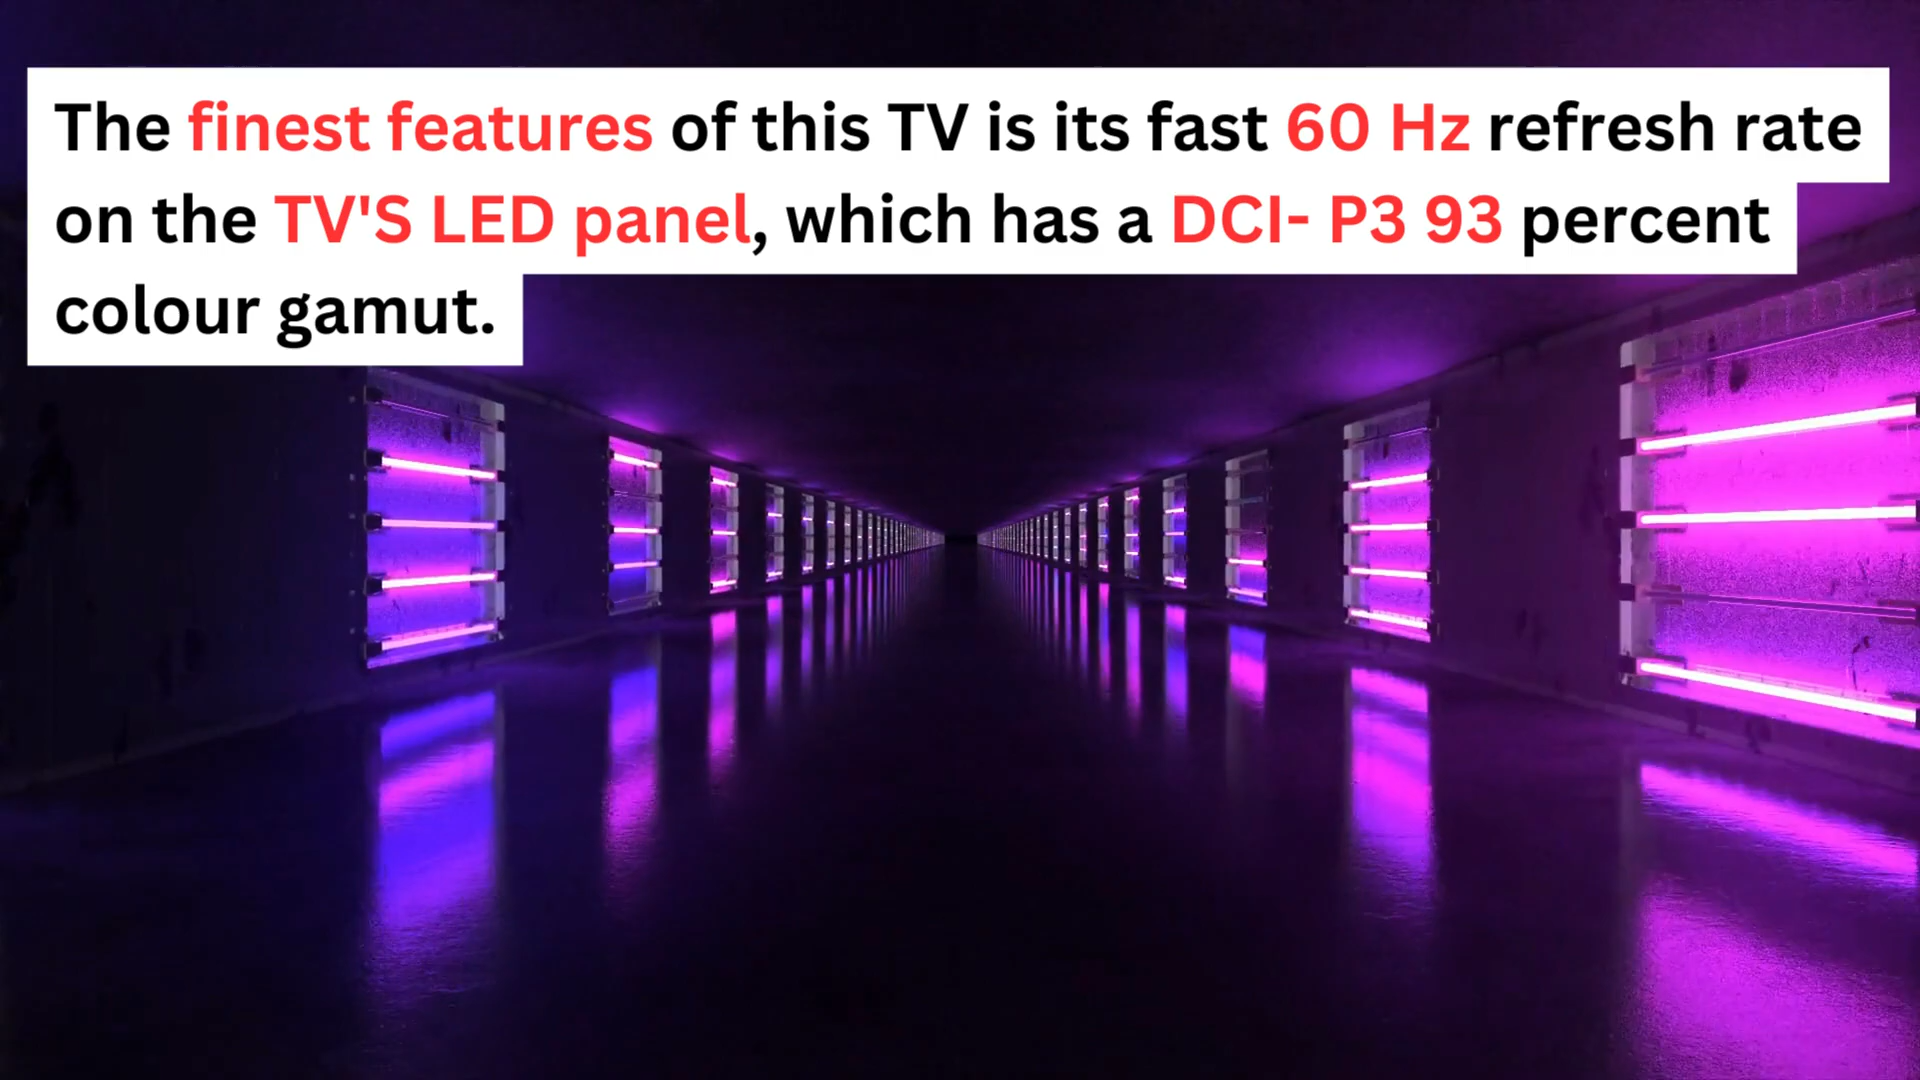 The finest features of this TV is its fast 60 Hz refresh rate
on the TV'S LED panel, which has a DCI- P3 93 percent
colour gamut.